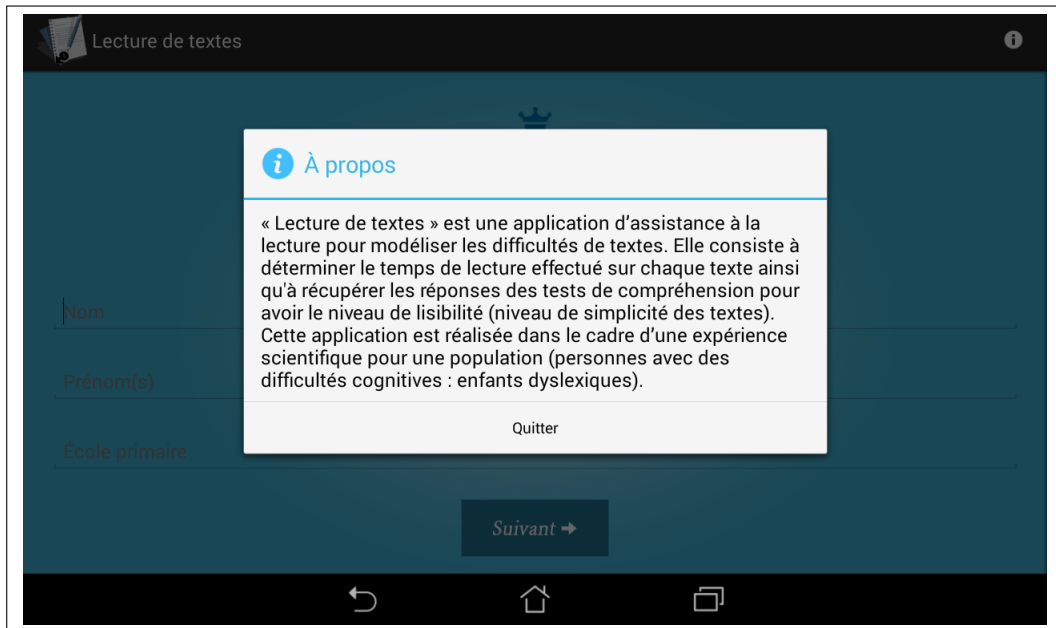 Lecture de textes
À propos
« Lecture de textes » est une application d'assistance à la
lecture pour modéliser les difficultés de textes. Elle consiste à
déterminer le temps de lecture effectué sur chaque texte ainsi
qu'à récupérer les réponses des tests de compréhension pour
avoir le niveau de lisibilité (niveau de simplicité des textes).
Cette application est réalisée dans le cadre d'une expérience
scientifique pour une population (personnes avec des
difficultés cognitives : enfants dyslexiques).
Quitter
Nom
Prénom(s)
École primaire
Suivant